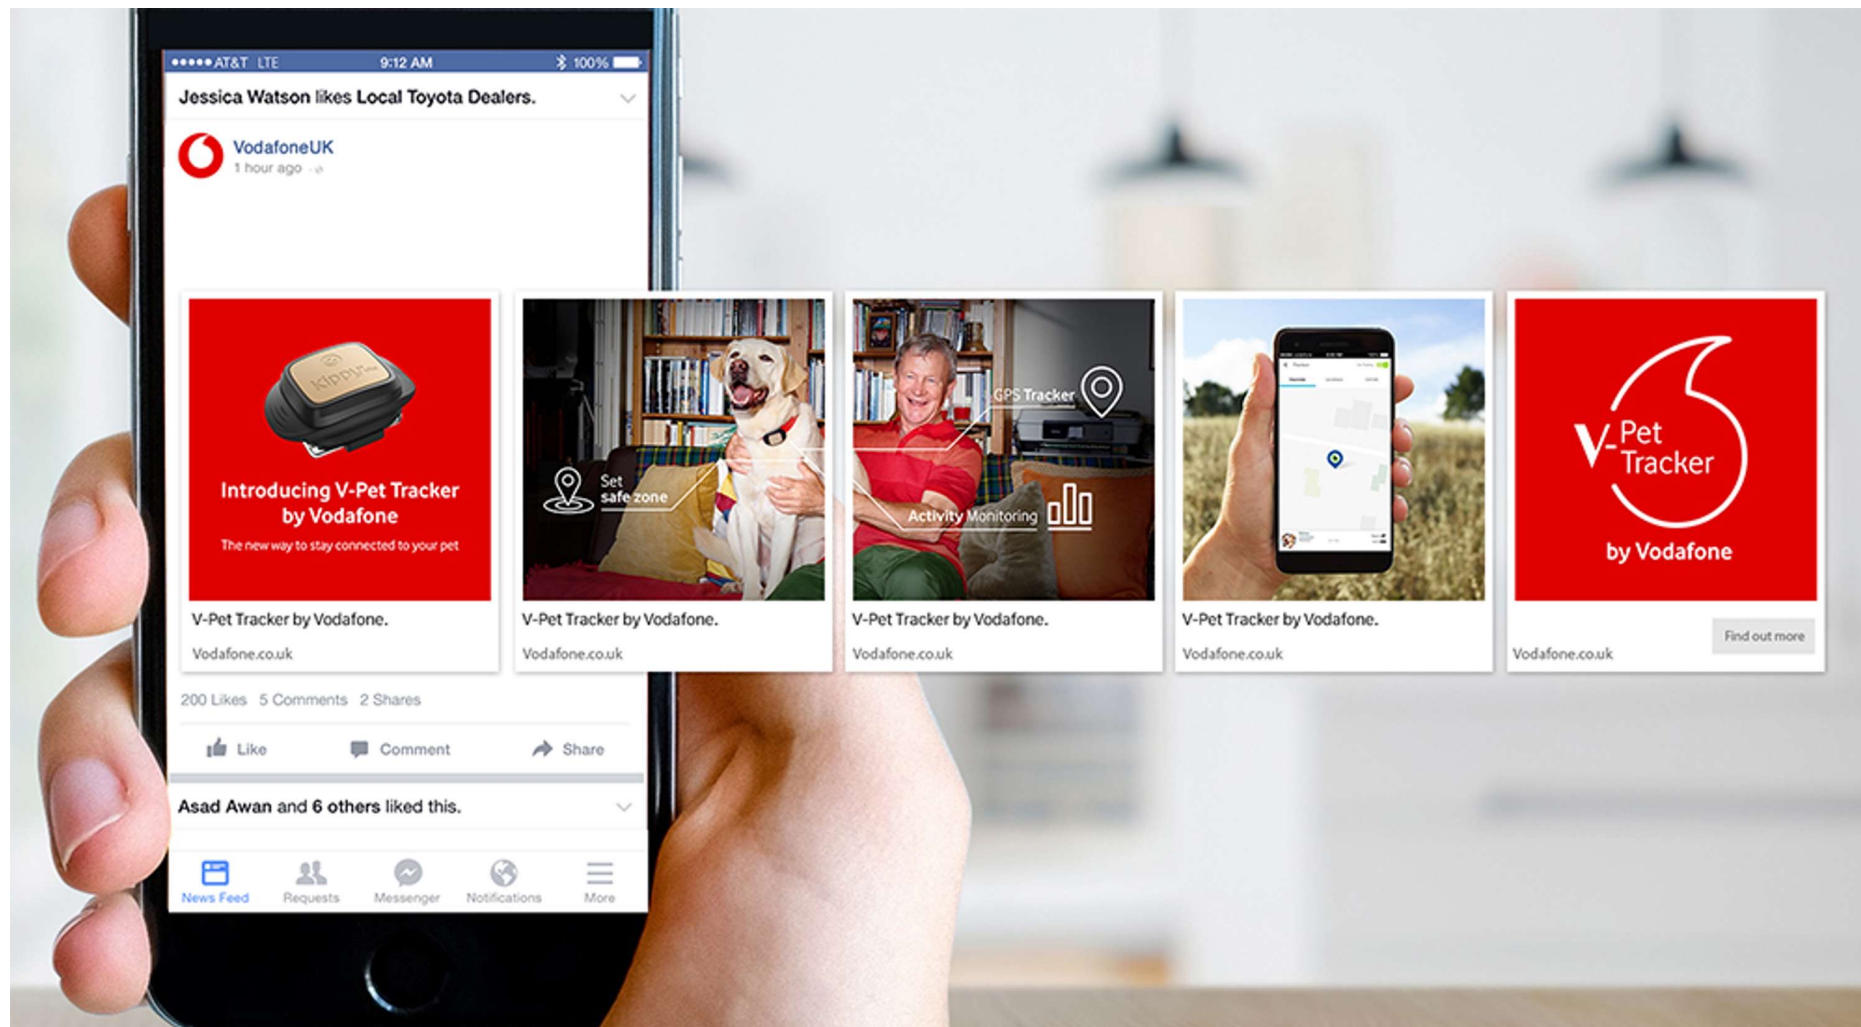 AT&T LTE 9:12 AM 100%
Jessica Watson likes Local Toyota Dealers.
VodafoneUK
1 hour ago
kippy
Introducing V-Pet Tracker
by Vodafone
The new way to stay connected to your pet
V-Pet Tracker by Vodafone.
Vodafone.co.uk
Set
safe zone
V-Pet Tracker by Vodafone.
Vodafone.co.uk
GPS Tracker
Activity Monitoring
V-Pet Tracker by Vodafone.
Vodafone.co.uk
V-Pet Tracker by Vodafone.
Vodafone.co.uk
V-Pet
Tracker
by Vodafone
Find out more
Vodafone.co.uk
200 Likes 5 Comments 2 Shares
Like Comment Share
Asad Awan and 6 others liked this.
News Feed Requests Messenger Notifications More